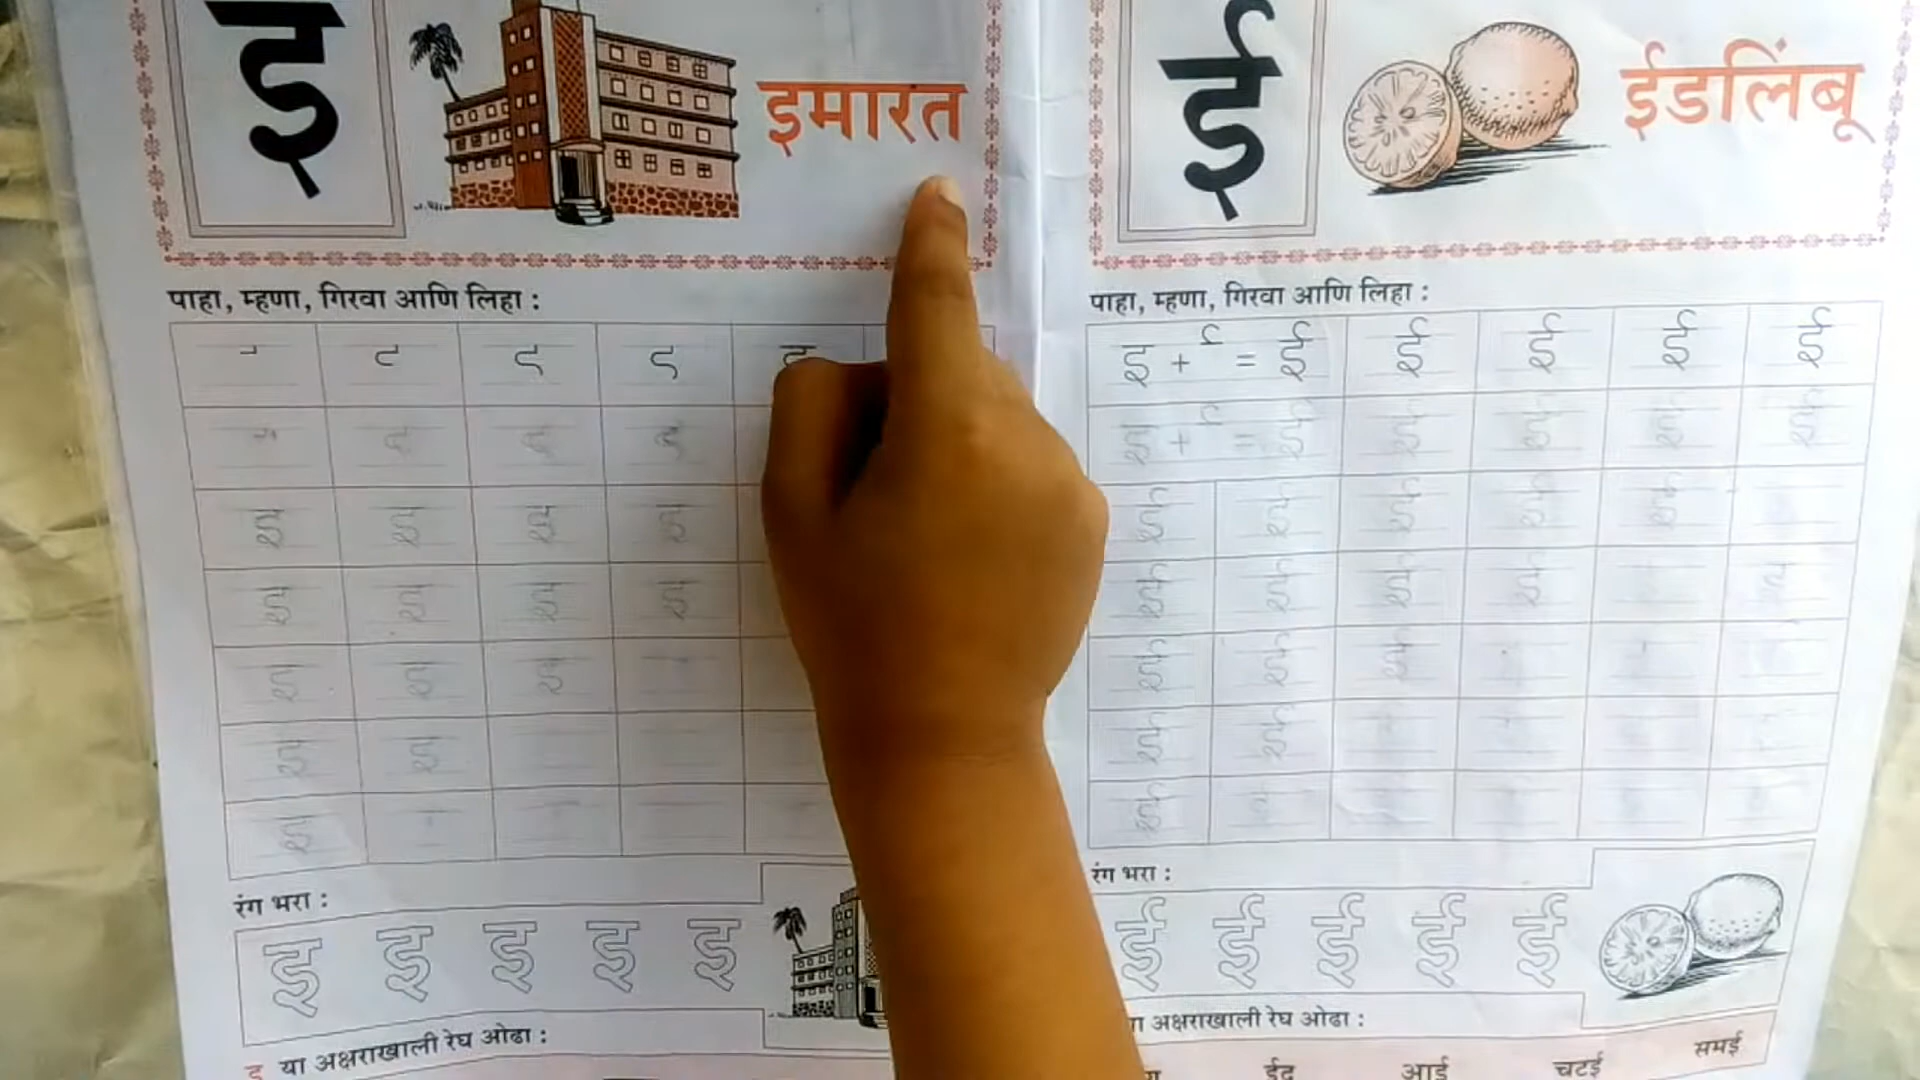 इ
इमारत
पाहा, म्हणा, गिरवा आणि लिहा :
इ इ इ इ
इ इ इ इ
इ इ इ
इ इ
इ
रंग भरा :
इ इ इ इ इ
इ या अक्षराखाली रेघ ओढा :
ई
ईडलिंबू
पाहा, म्हणा, गिरवा आणि लिहा :
इ + = ई ई ई ई ई
इ + = ई ई ई ई ई
ई ई ई ई ई
ई ई ई ई
ई ई ई
ई ई
ई
रंग भरा :
ई ई ई ई ई
अक्षराखाली रेघ ओढा :
ईद आई चटई समई